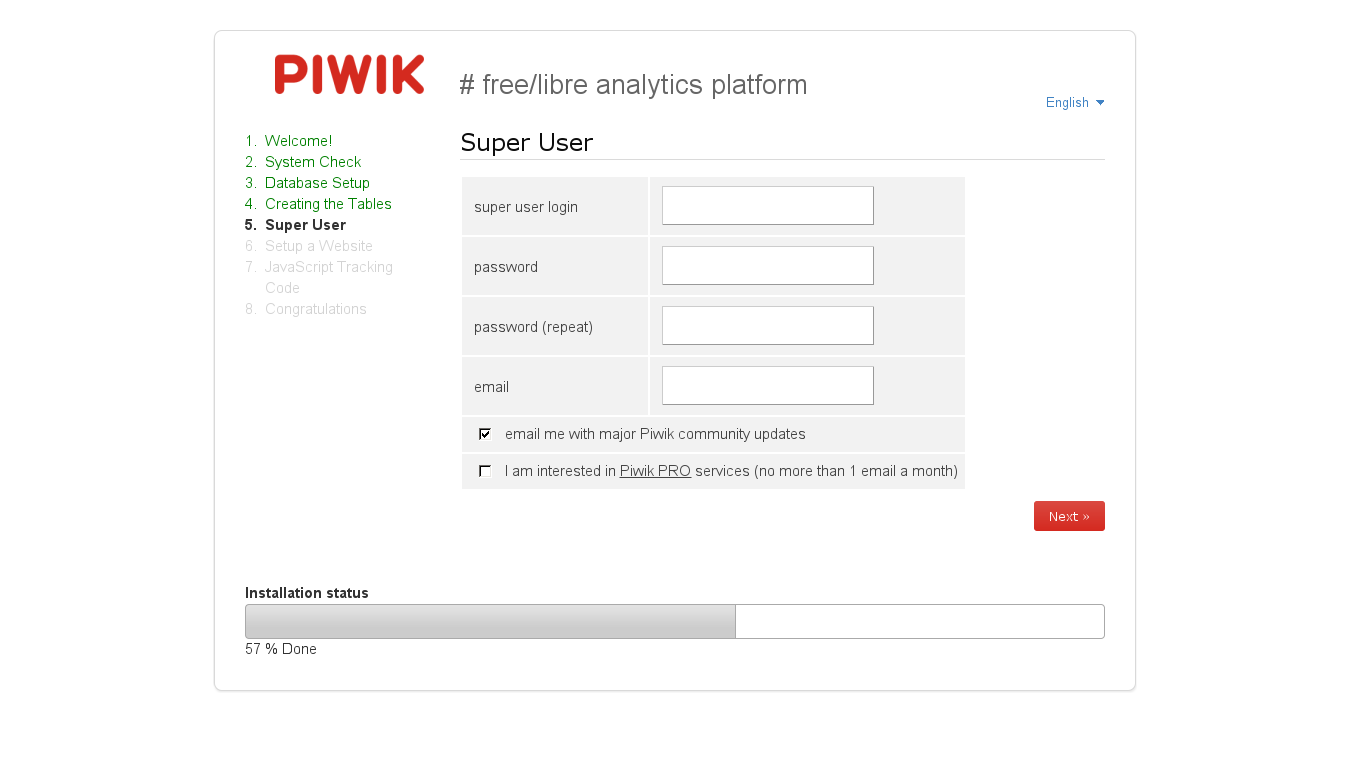 PIWIK
# free/libre analytics platform
English
1. Welcome!
2. System Check
3. Database Setup
4. Creating the Tables
5. Super User
6. Setup a Website
7. JavaScript Tracking
Code
8. Congratulations
Super User
super user login
password
password (repeat)
email
email me with major Piwik community updates
I am interested in Piwik PRO services (no more than 1 email a month)
Next »
Installation status
57 % Done